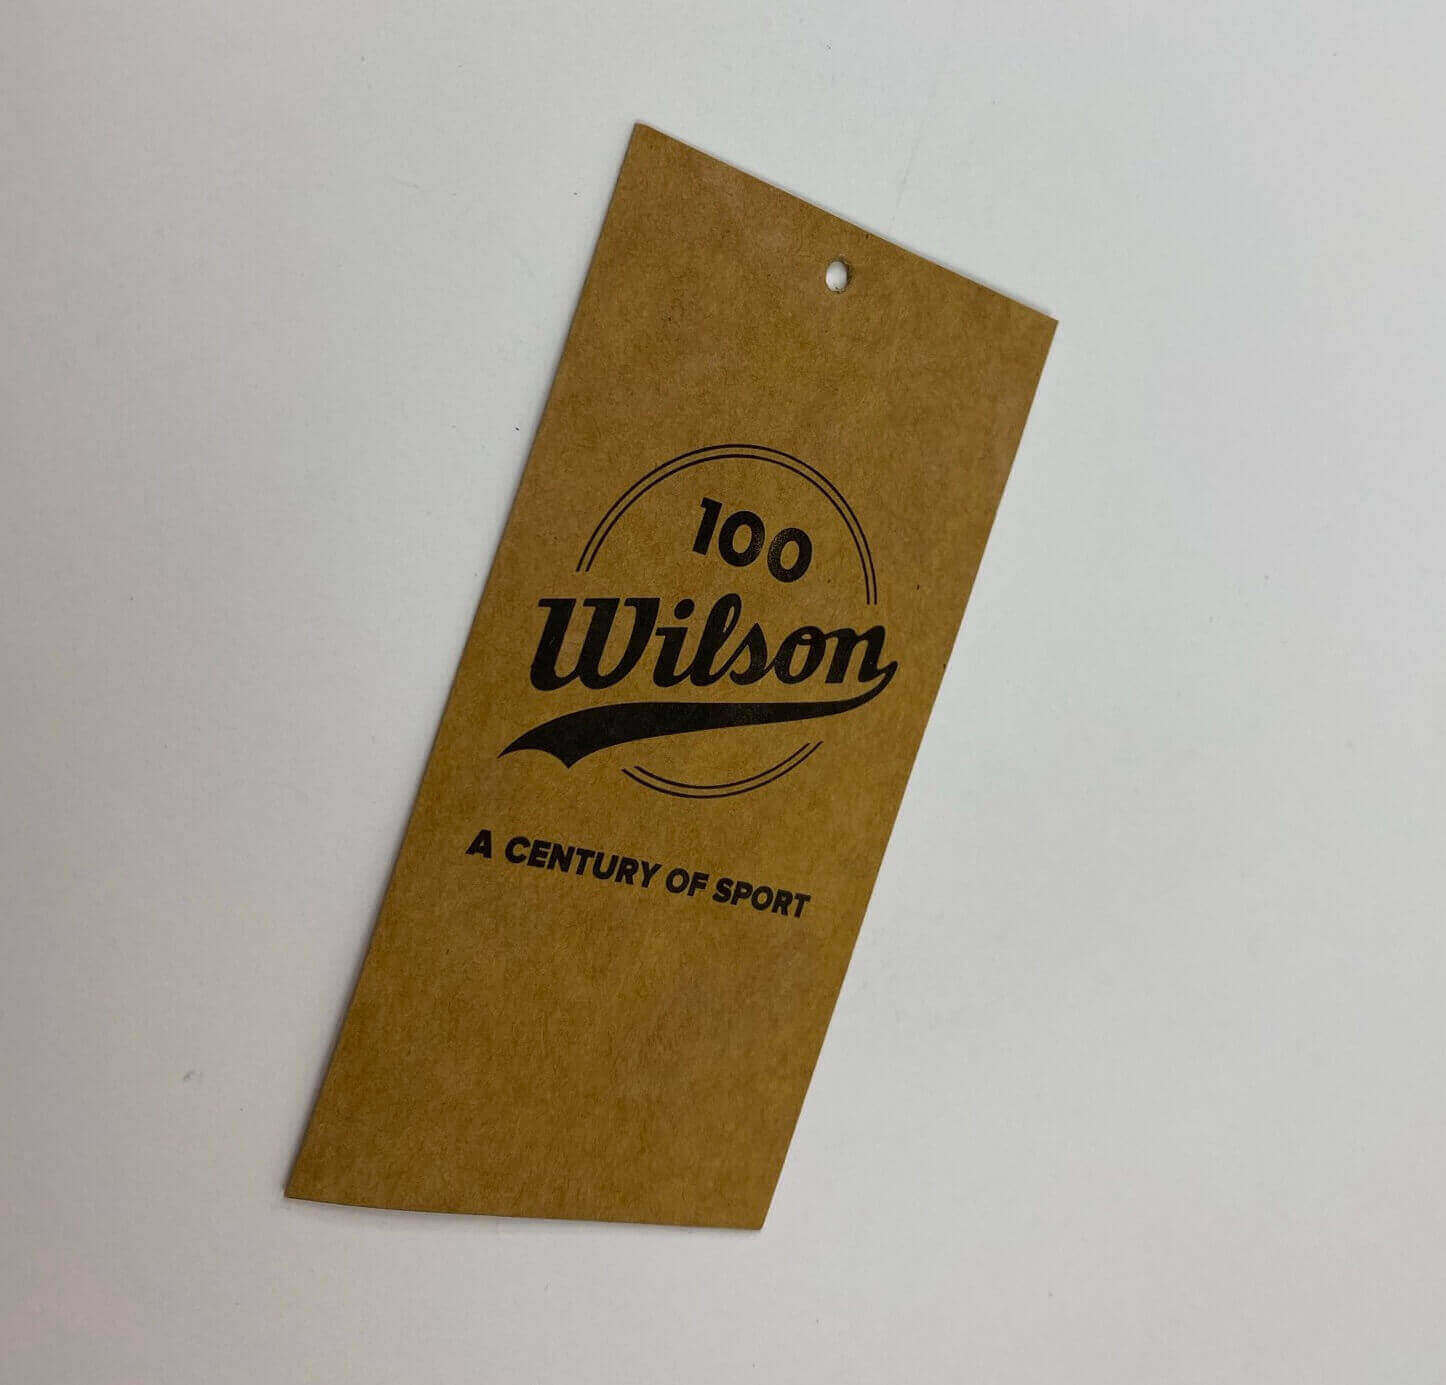 100
Wilson
A CENTURY OF SPORT